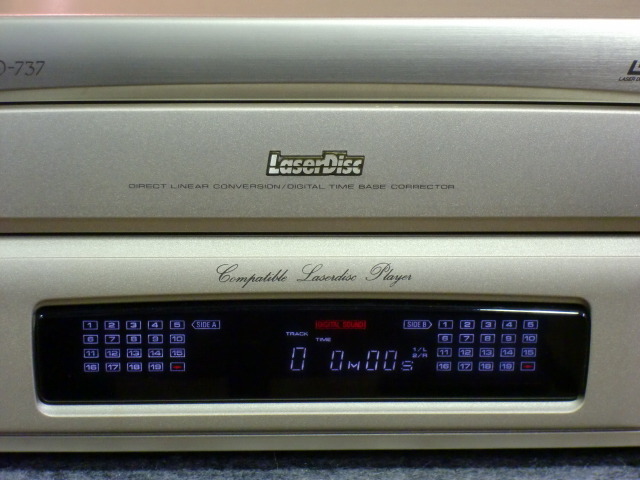 -737
LaserDisc
DIRECT LINEAR CONVERSION/DIGITAL TIME BASE CORRECTOR
Compatible Laserdisc Player
1 2 3 4 5 SIDE A DIGITAL SOUND SIDE B 1 2 3 4 5
6 7 8 9 10 TRACK TIME 6 7 8 9 10
11 12 13 14 15 0 0M00S 1/L 2/R 11 12 13 14 15
16 17 18 19 16 17 18 19